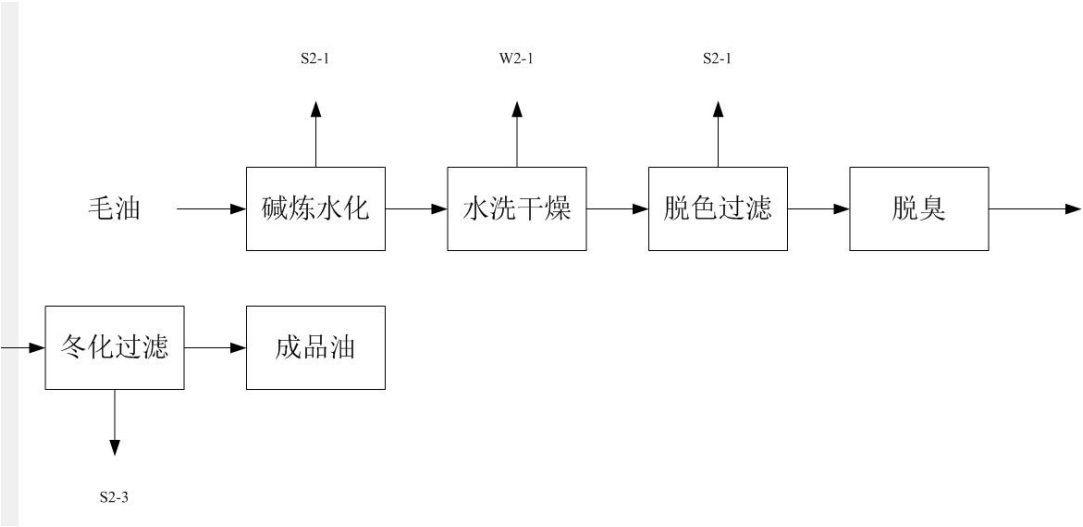 S2-1
W2-1
S2-1
毛油
碱炼水化
水洗干燥
脱色过滤
脱臭
冬化过滤
成品油
S2-3